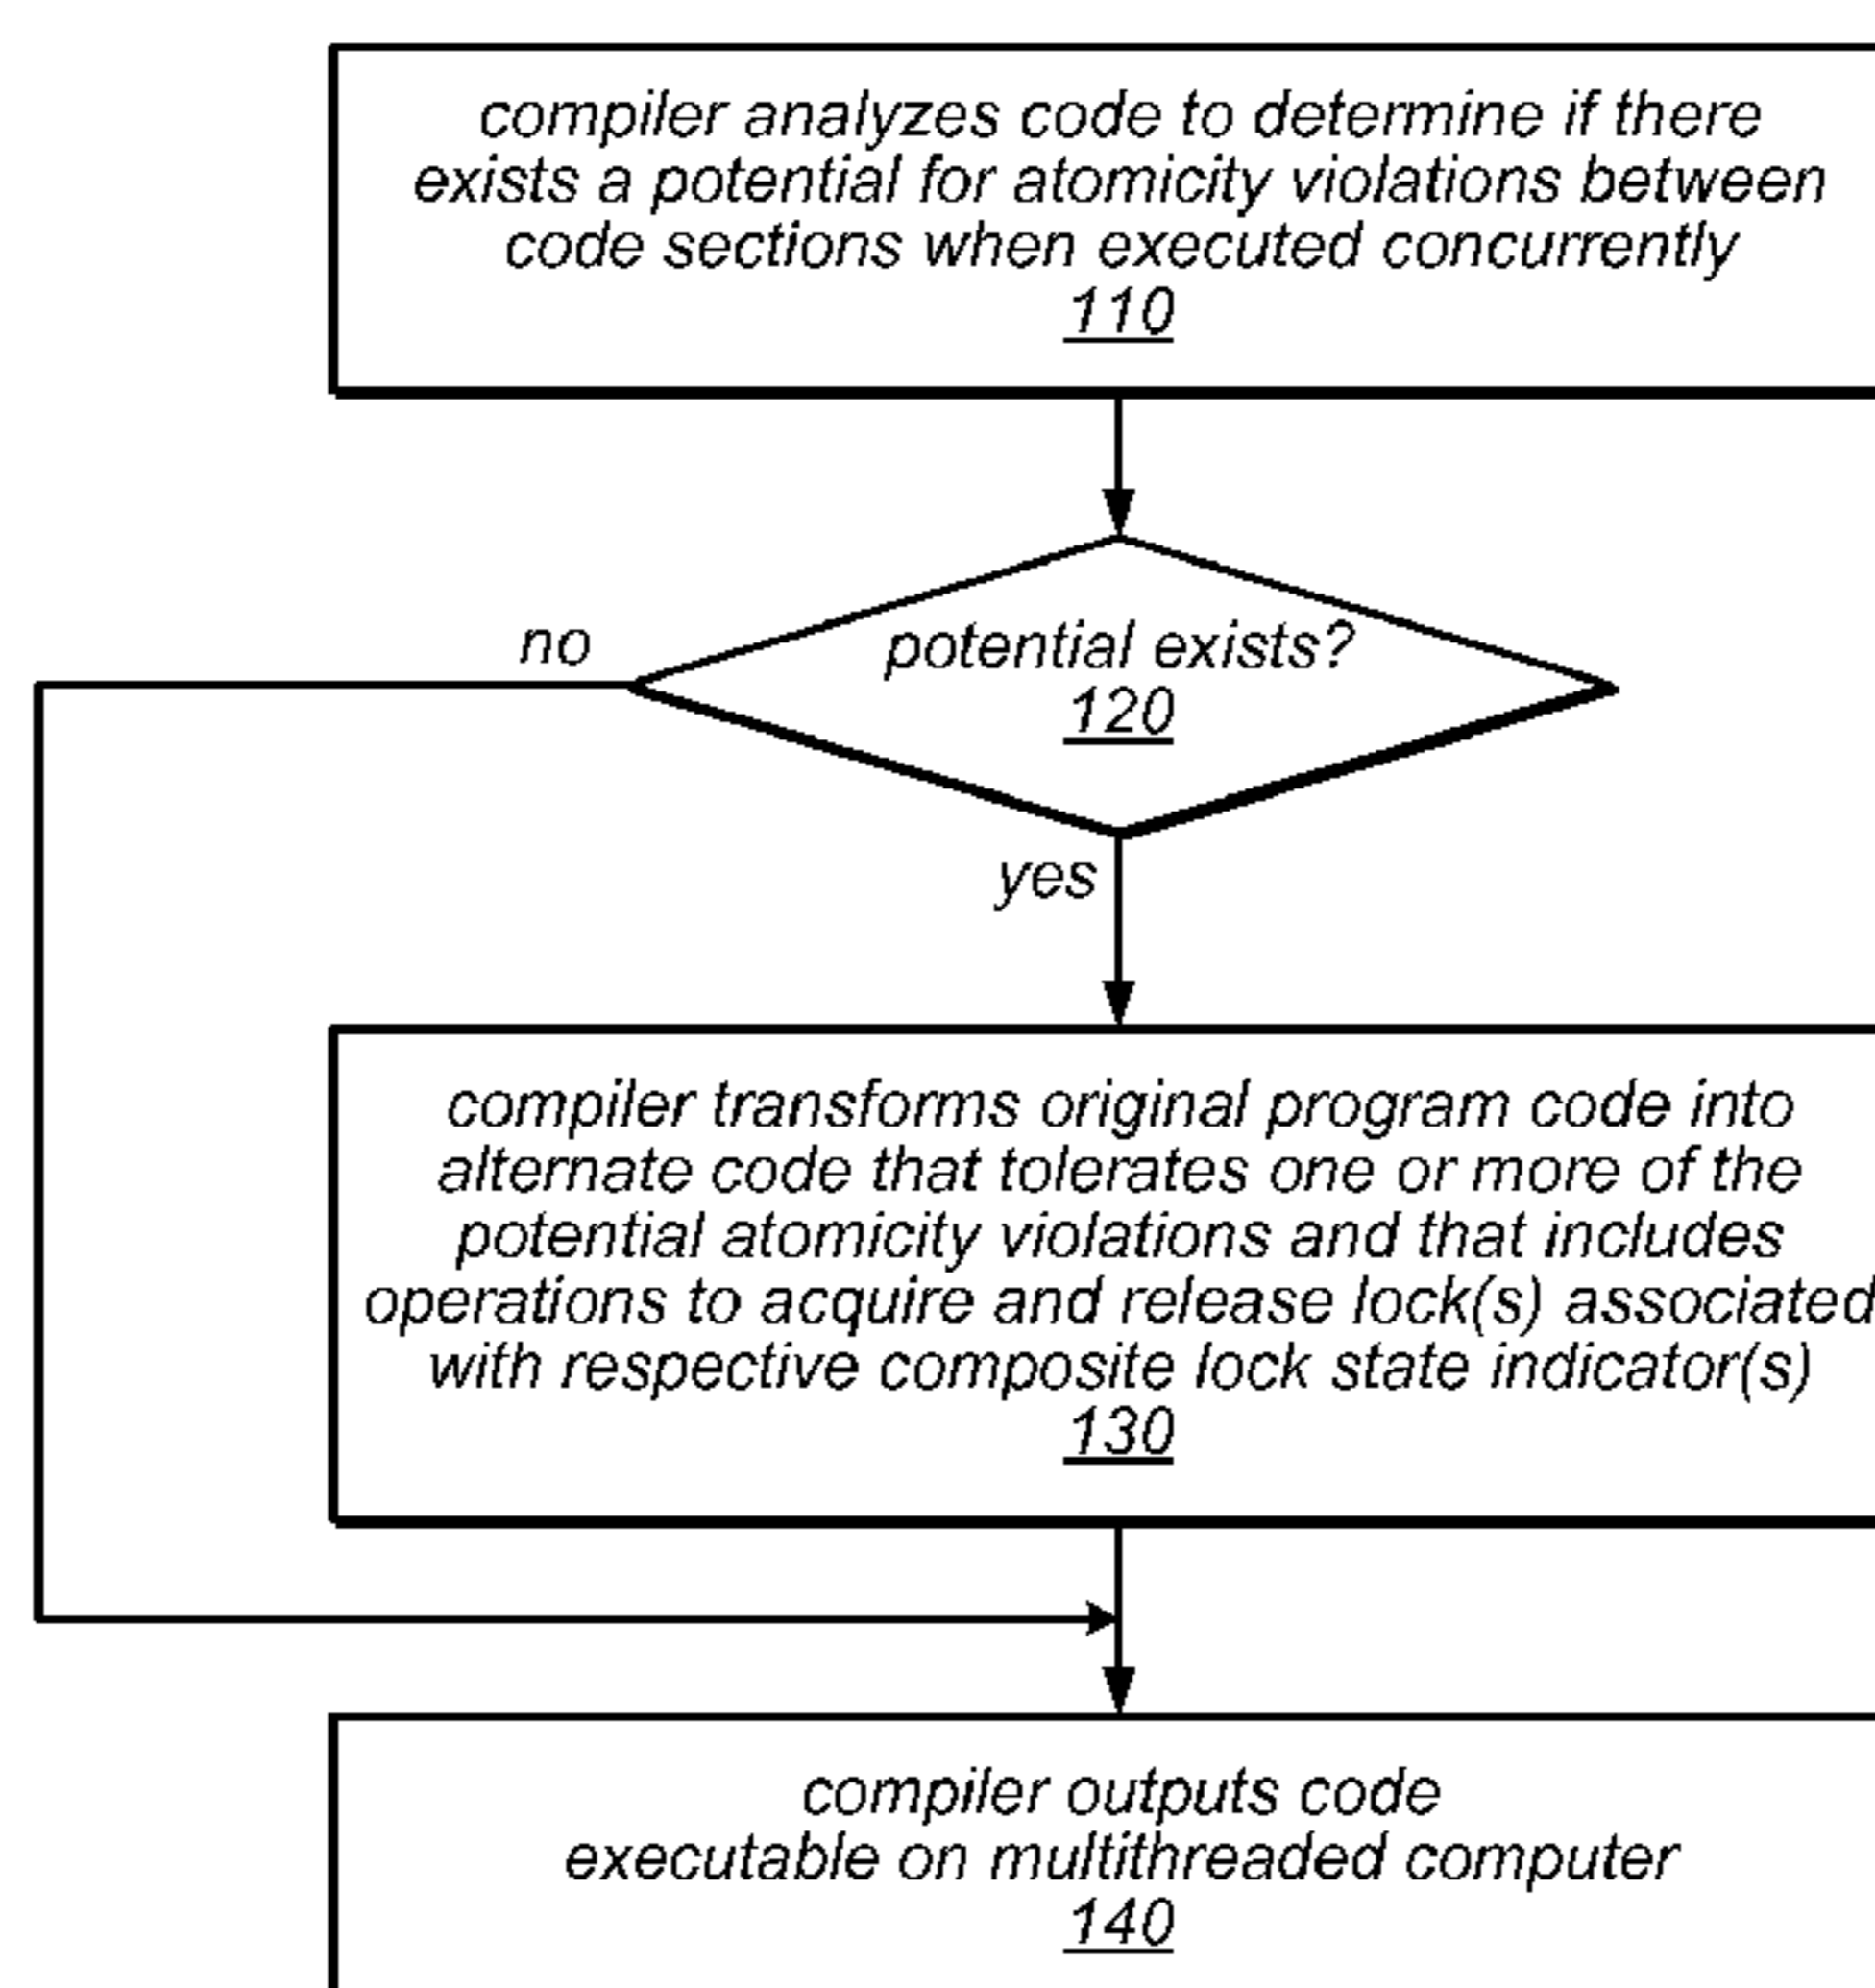 compiler analyzes code to determine if there
exists a potential for atomicity violations between
code sections when executed concurrently
110
no
potential exists?
120
yes
compiler transforms original program code into
alternate code that tolerates one or more of the
potential atomicity violations and that includes
operations to acquire and release lock(s) associated
with respective composite lock state indicator(s)
130
compiler outputs code
executable on multithreaded computer
140